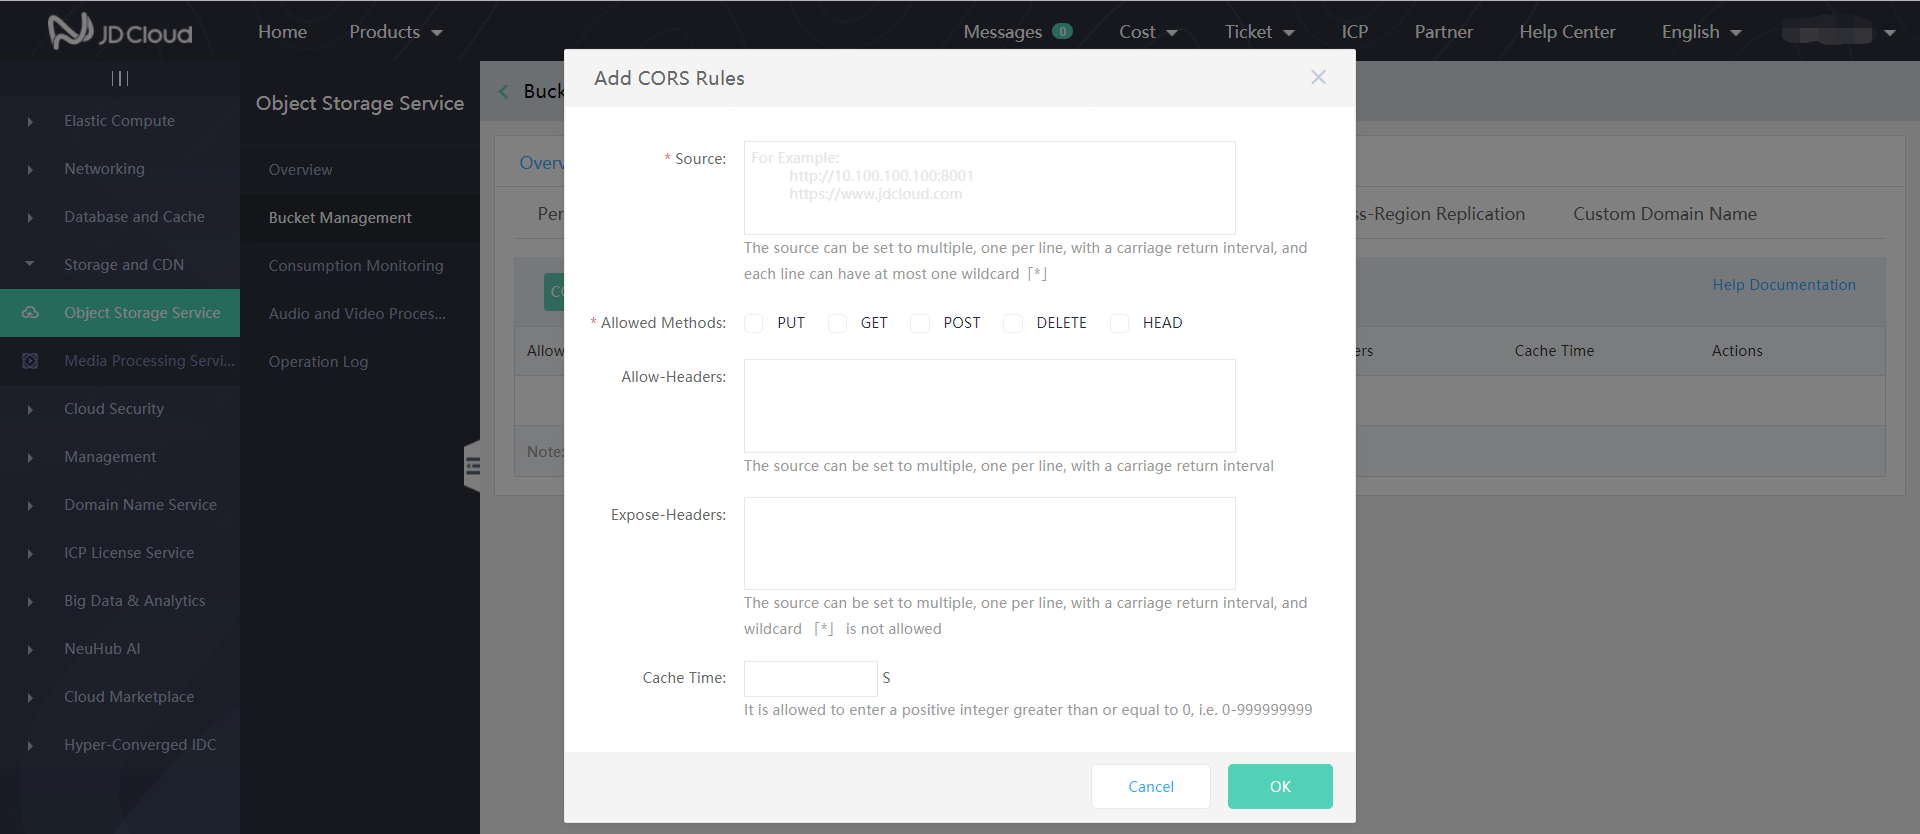 JD Cloud
Home
Products
Messages 0
Cost
Ticket
ICP
Partner
Help Center
English
Elastic Compute
Networking
Database and Cache
Storage and CDN
Object Storage Service
Media Processing Servi...
Cloud Security
Management
Domain Name Service
ICP License Service
Big Data & Analytics
NeuHub AI
Cloud Marketplace
Hyper-Converged IDC
Object Storage Service
Overview
Bucket Management
Consumption Monitoring
Audio and Video Proces...
Operation Log
Add CORS Rules
* Source:
For Example:
http://10.100.100.100:8001
https://www.jdcloud.com
The source can be set to multiple, one per line, with a carriage return interval, and
each line can have at most one wildcard「*」
* Allowed Methods:
PUT GET POST DELETE HEAD
Allow-Headers:
The source can be set to multiple, one per line, with a carriage return interval
Expose-Headers:
The source can be set to multiple, one per line, with a carriage return interval, and
wildcard 「*」 is not allowed
Cache Time:
S
It is allowed to enter a positive integer greater than or equal to 0, i.e. 0-999999999
Cancel
OK
Custom Domain Name
Region Replication
Help Documentation
Cache Time
Actions
Note: